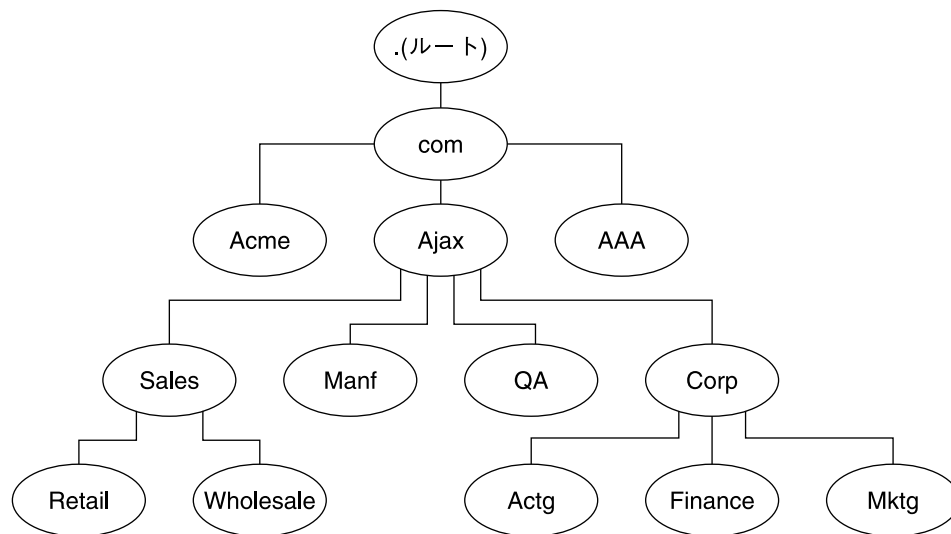 .(ルート)
com
Acme
Ajax
AAA
Sales
Manf
QA
Corp
Retail
Wholesale
Actg
Finance
Mktg